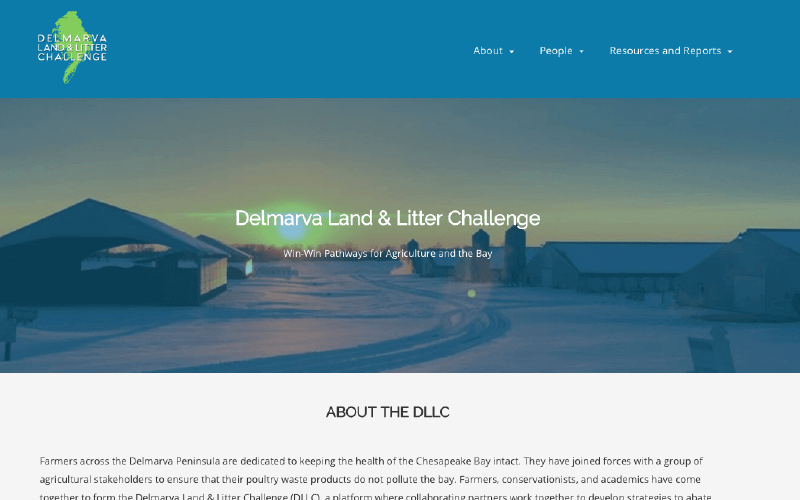 DELMARVA
LAND & LITTER
CHALLENGE
About
People
Resources and Reports
Delmarva Land & Litter Challenge
Win-Win Pathways for Agriculture and the Bay
ABOUT THE DLLC
Farmers across the Delmarva Peninsula are dedicated to keeping the health of the Chesapeake Bay intact. They have joined forces with a group of
agricultural stakeholders to ensure that their poultry waste products do not pollute the bay. Farmers, conservationists, and academics have come
together to form the Delmarva Land & Litter Challenge (DLLC), a platform where collaborating partners work together to develop strategies to abate